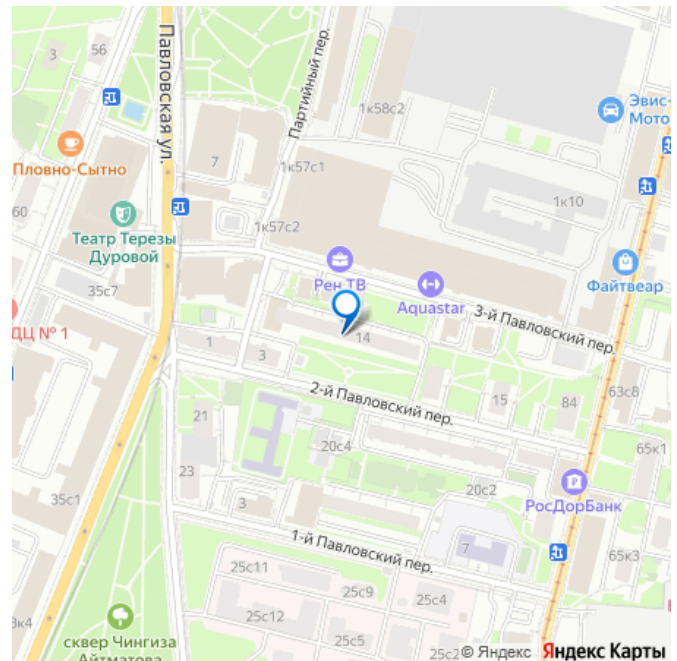 3
56
Павловская ул.
Партийный пер.
1к58с2
Эвис-
Мото
Пловно-Сытно
7
1к57с1
1к10
60
Театр Терезы
Дуровой
1к57с2
35с7
Рен ТВ
Aquastar
Файтвеар
ДЦ № 1
3-й Павловский пер.
1
3
14
2-й Павловский пер.
15
84
63с8
21
20с4
65к1
23
20с2
35с1
3
РосДорБанк
1-й Павловский пер.
7
65к3
25с11
25с9
25с4
3к4
25с12
сквер Чингиза
Айтматова
25с5
25с2
© Яндекс Яндекс Карты